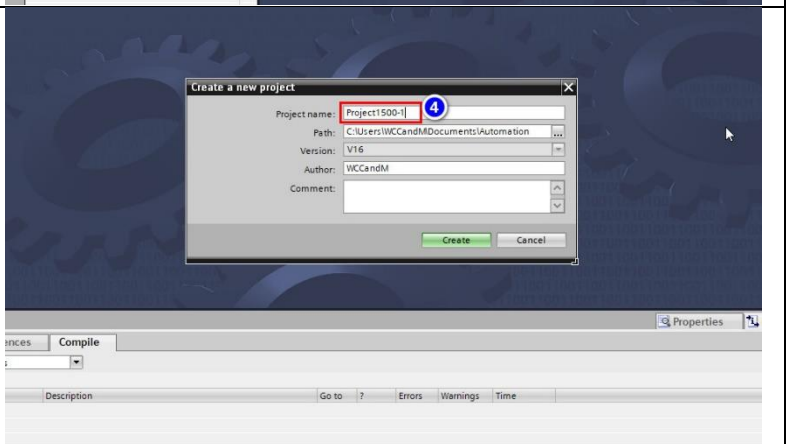 Create a new project
Project name: Project1500-1 4
Path: C:\Users\WCCandM\Documents\Automation ...
Version: V16
Author: WCCandM
Comment:
Create Cancel
Properties
ences Compile
s
Description Go to ? Errors Warnings Time